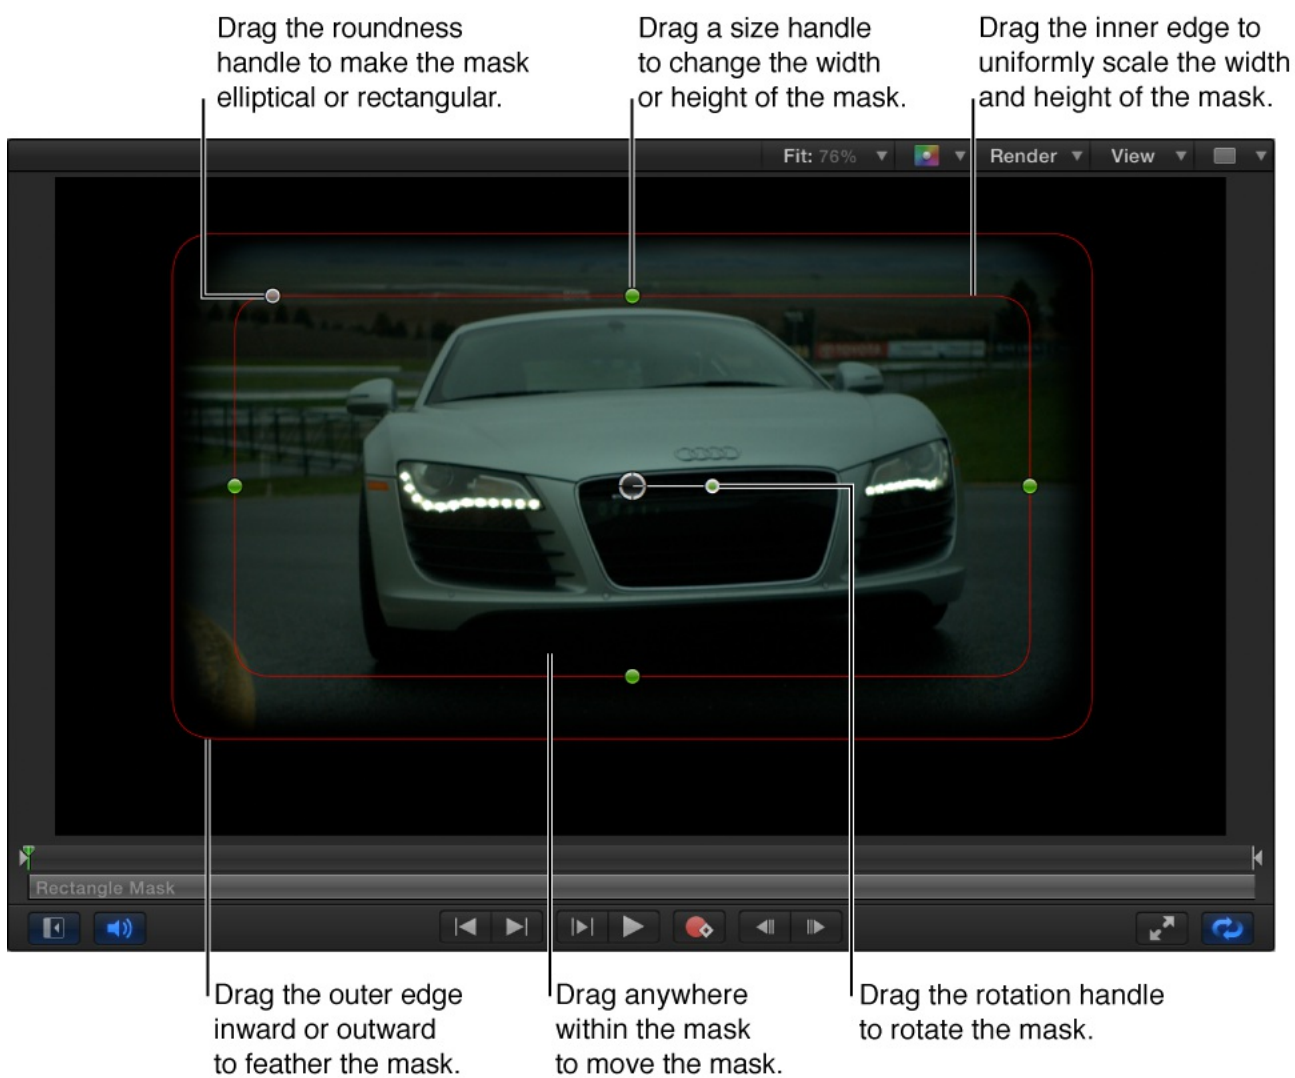 Drag the roundness
handle to make the mask
elliptical or rectangular.
Drag a size handle
to change the width
or height of the mask.
Drag the inner edge to
uniformly scale the width
and height of the mask.
Fit: 76%
Render
View
TOYOTA
Rectangle Mask
Drag the outer edge
inward or outward
to feather the mask.
Drag anywhere
within the mask
to move the mask.
Drag the rotation handle
to rotate the mask.